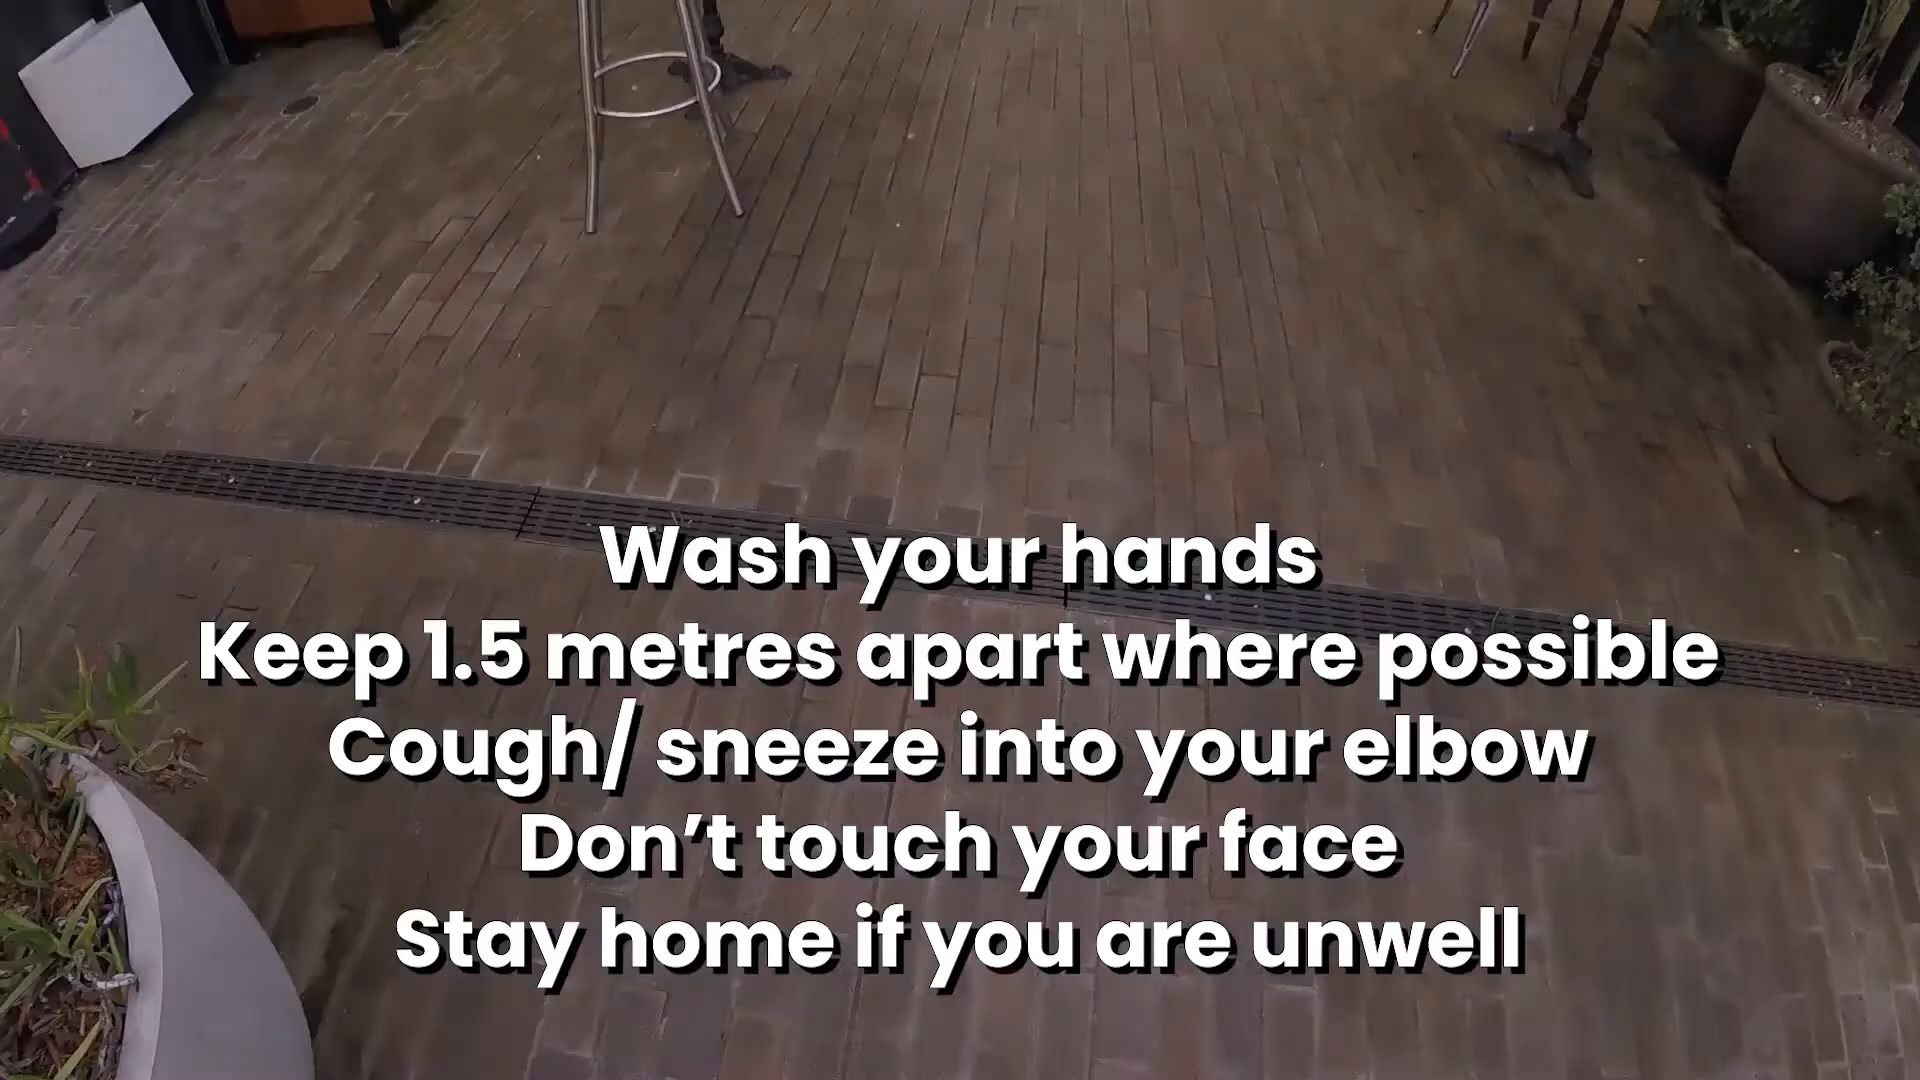 Wash your hands
Keep 1.5 metres apart where possible
Cough/ sneeze into your elbow
Don’t touch your face
Stay home if you are unwell